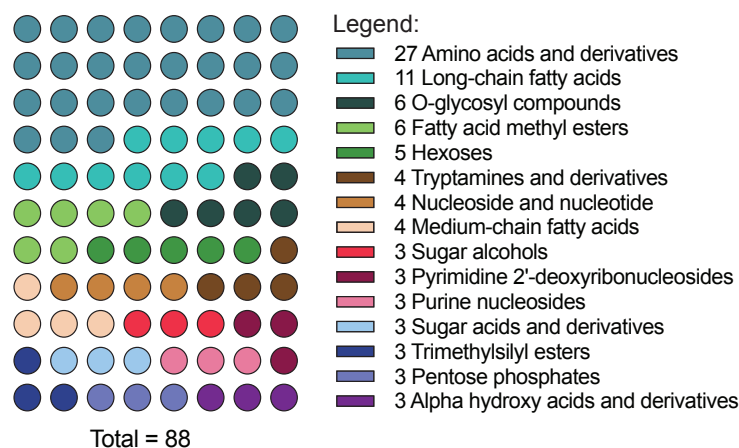 Legend:
27 Amino acids and derivatives
11 Long-chain fatty acids
6 O-glycosyl compounds
6 Fatty acid methyl esters
5 Hexoses
4 Tryptamines and derivatives
4 Nucleoside and nucleotide
4 Medium-chain fatty acids
3 Sugar alcohols
3 Pyrimidine 2'-deoxyribonucleosides
3 Purine nucleosides
3 Sugar acids and derivatives
3 Trimethylsilyl esters
3 Pentose phosphates
3 Alpha hydroxy acids and derivatives
Total = 88